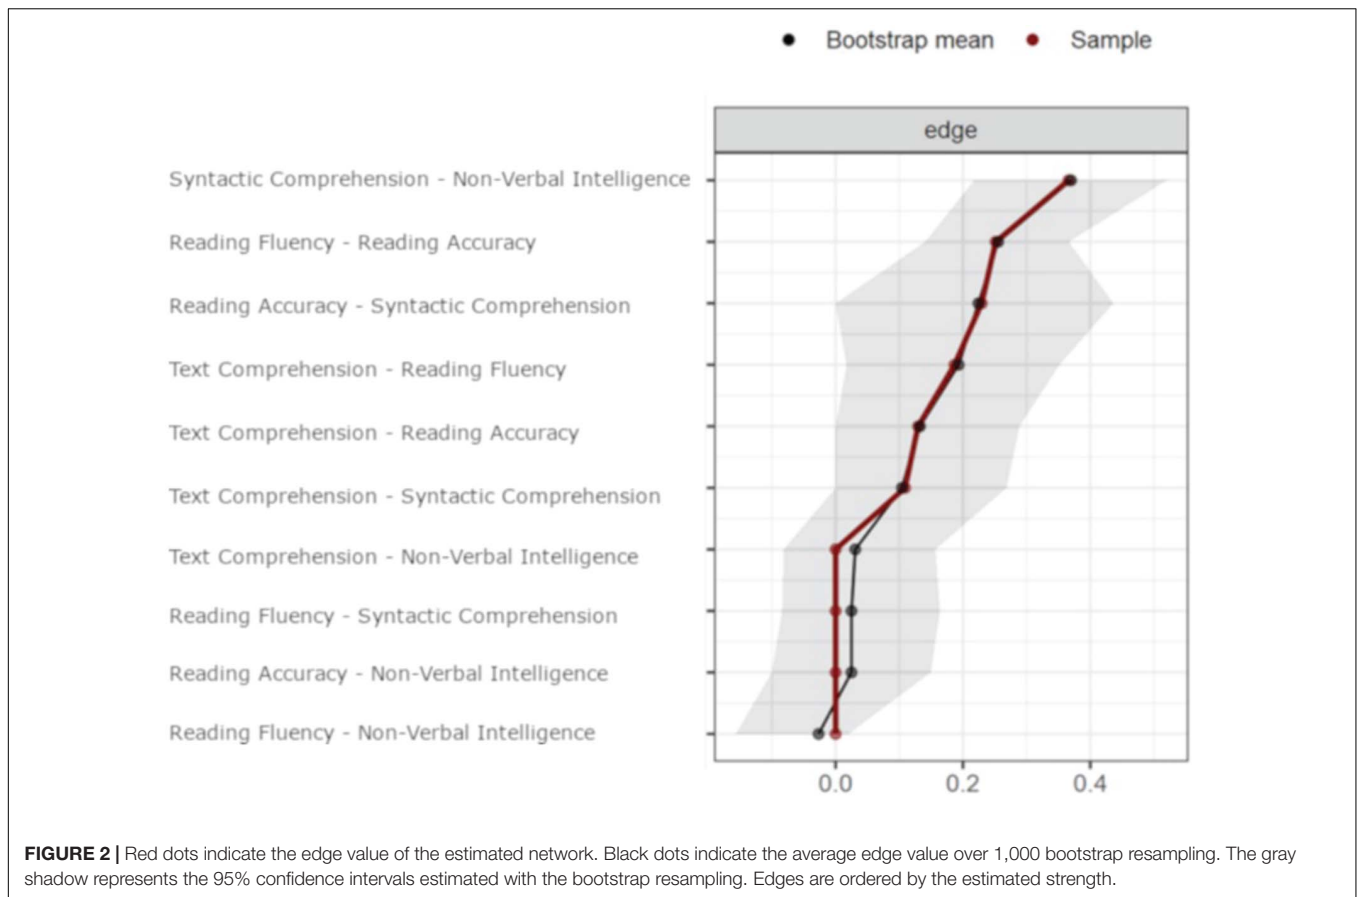 Bootstrap mean Sample
edge
Syntactic Comprehension - Non-Verbal Intelligence
Reading Fluency - Reading Accuracy
Reading Accuracy - Syntactic Comprehension
Text Comprehension - Reading Fluency
Text Comprehension - Reading Accuracy
Text Comprehension - Syntactic Comprehension
Text Comprehension - Non-Verbal Intelligence
Reading Fluency - Syntactic Comprehension
Reading Accuracy - Non-Verbal Intelligence
Reading Fluency - Non-Verbal Intelligence
0.0 0.2 0.4
FIGURE 2 | Red dots indicate the edge value of the estimated network. Black dots indicate the average edge value over 1,000 bootstrap resampling. The gray
shadow represents the 95% confidence intervals estimated with the bootstrap resampling. Edges are ordered by the estimated strength.